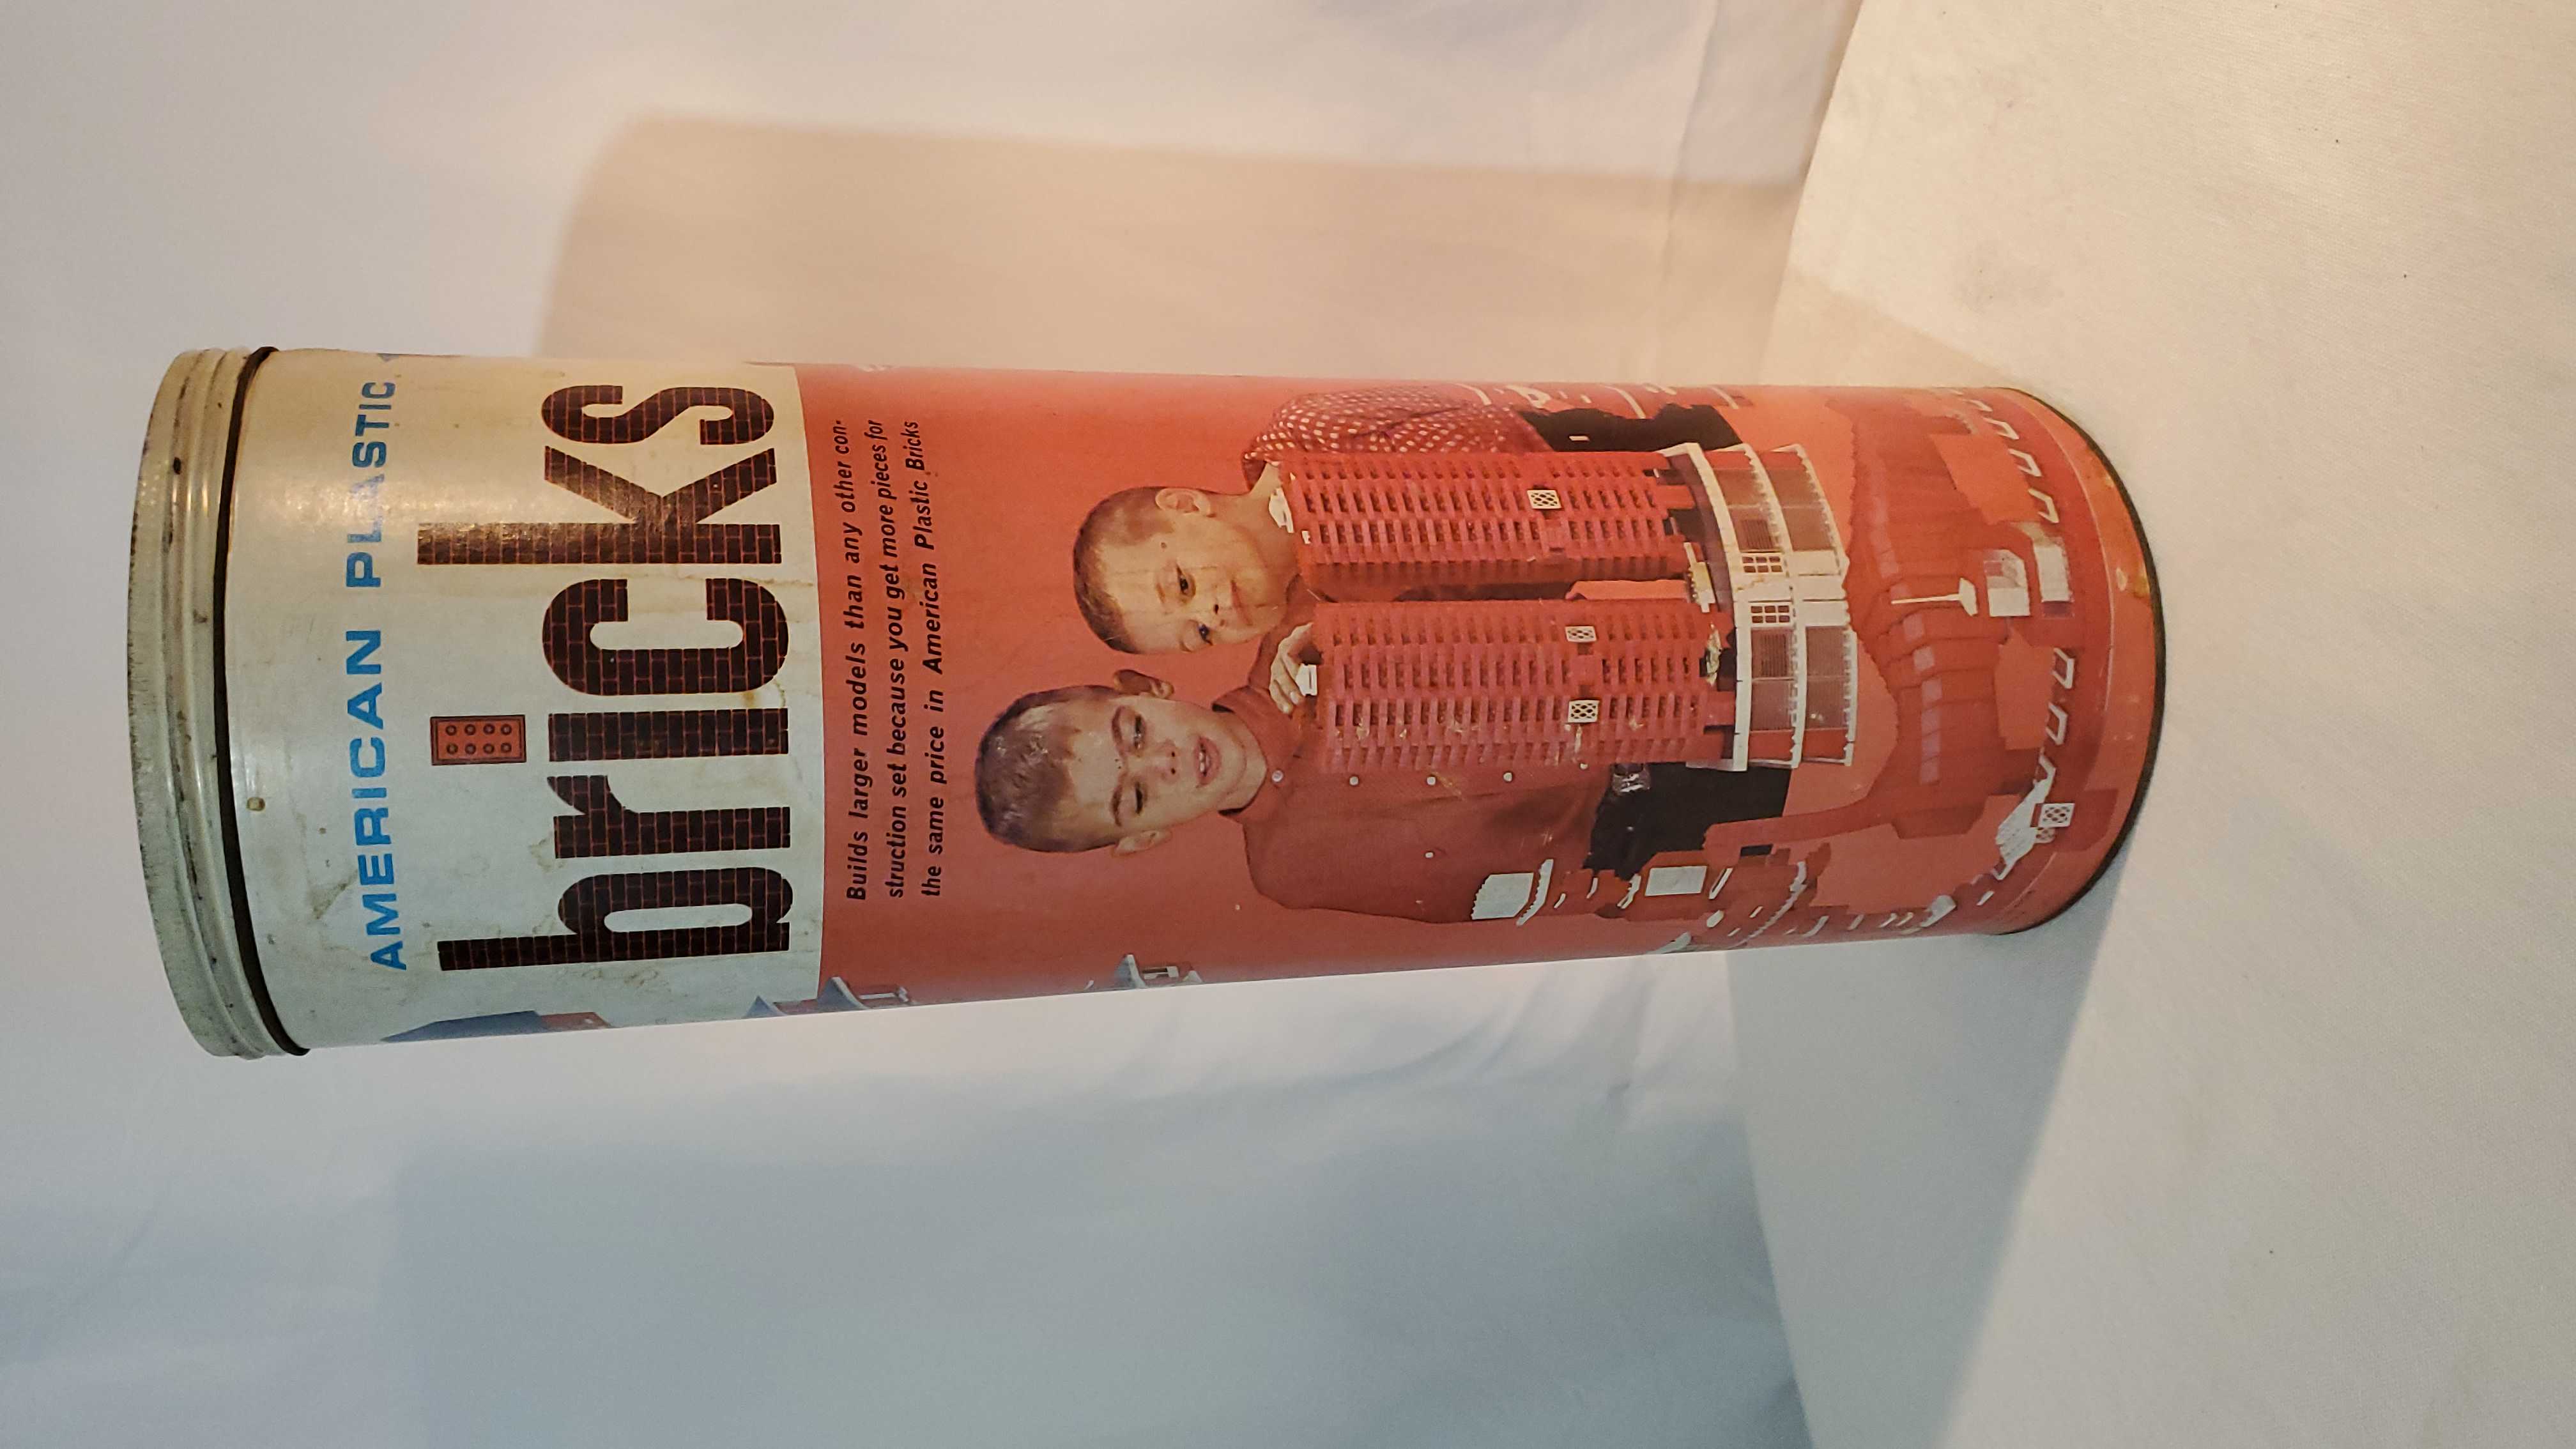 AMERICAN PLASTIC
bricks
Builds larger models than any other con-
struction set because you get more pieces for
the same price in American Plastic Bricks